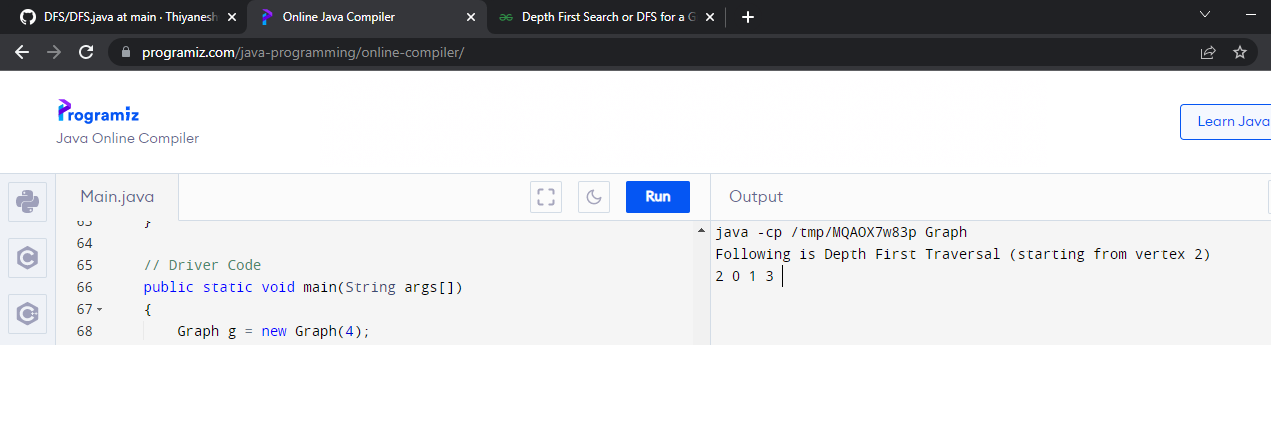 DFS/DFS.java at main · Thiyanesh
Online Java Compiler
Depth First Search or DFS for a G
programiz.com/java-programming/online-compiler/
Programiz
Java Online Compiler
Learn Java
Main.java
Run
Output
63 }
64
65 // Driver Code
66 public static void main(String args[])
67 {
68 Graph g = new Graph(4);
java -cp /tmp/MQAOX7w83p Graph
Following is Depth First Traversal (starting from vertex 2)
2 0 1 3